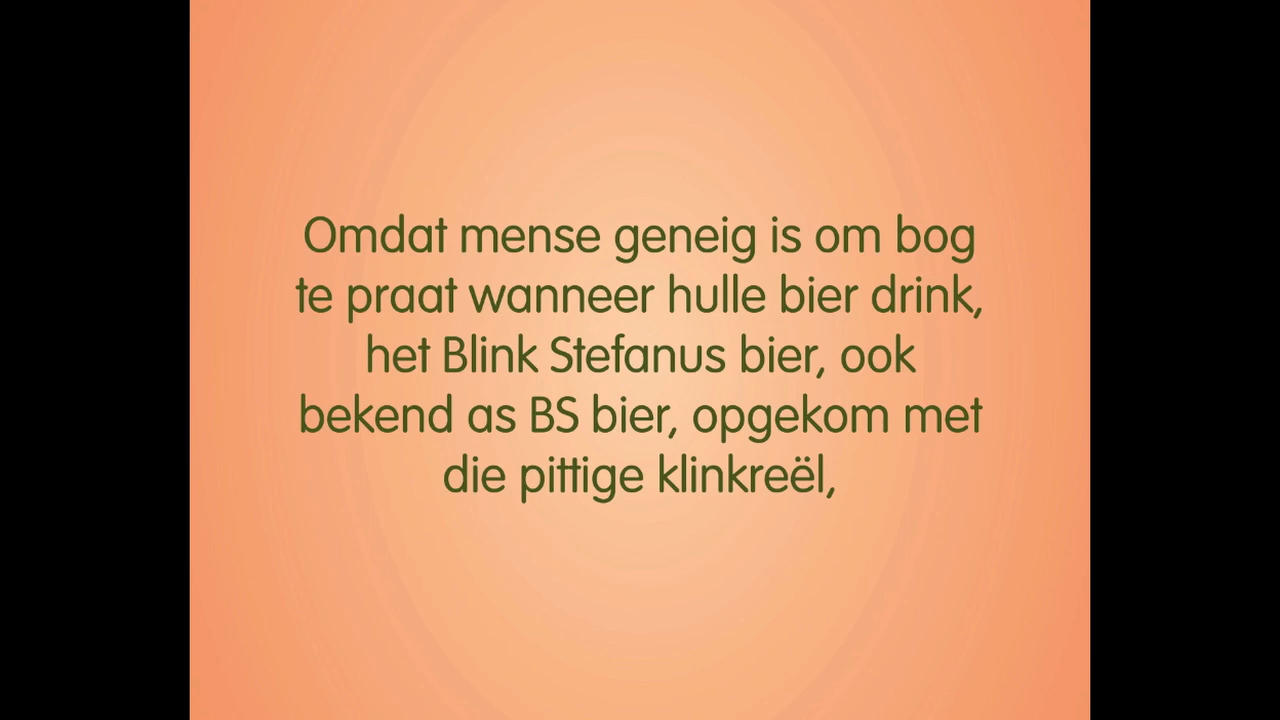 Omdat mense geneig is om bog
te praat wanneer hulle bier drink,
het Blink Stefanus bier, ook
bekend as BS bier, opgekom met
die pittige klinkreël,